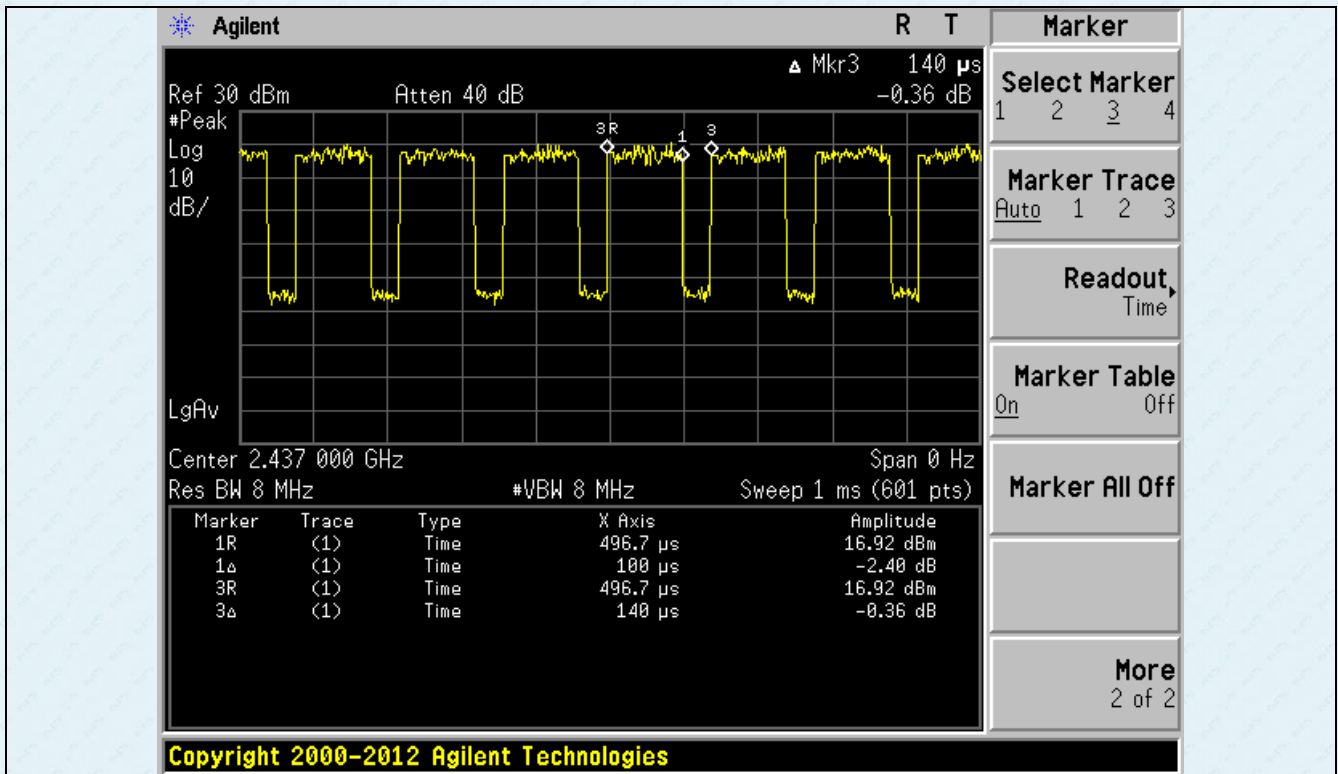 Agilent
R T
Marker
Δ Mkr3 140 µs
Ref 30 dBm Atten 40 dB -0.36 dB
#Peak
Log
10
dB/
3R
1
3
LgAv
Center 2.437 000 GHz Span 0 Hz
Res BW 8 MHz #VBW 8 MHz Sweep 1 ms (601 pts)
Marker Trace Type X Axis Amplitude
1R (1) Time 496.7 µs 16.92 dBm
1Δ (1) Time 100 µs -2.40 dB
3R (1) Time 496.7 µs 16.92 dBm
3Δ (1) Time 140 µs -0.36 dB
Select Marker
1 2 3 4
Marker Trace
Auto 1 2 3
Readout
Time
Marker Table
On Off
Marker All Off
More
2 of 2
Copyright 2000-2012 Agilent Technologies